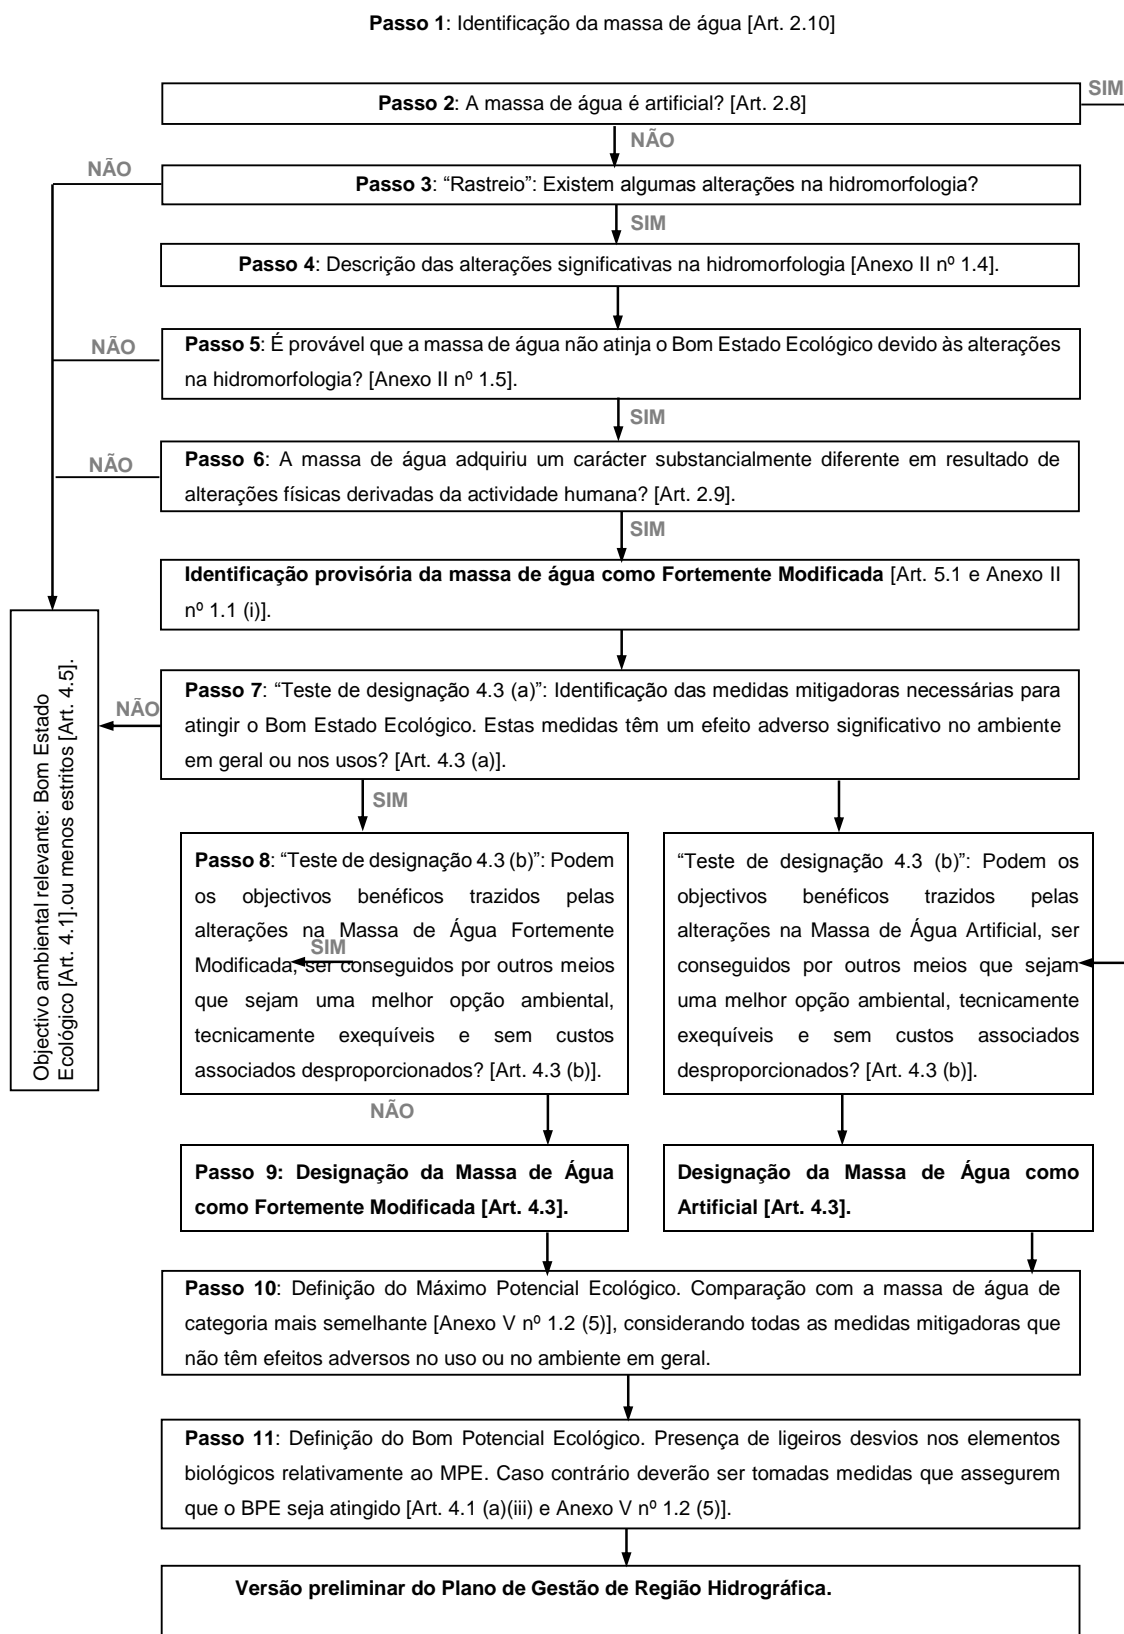 Passo 1: Identificação da massa de água [Art. 2.10]
SIM
Passo 2: A massa de água é artificial? [Art. 2.8]
NÃO
NÃO
Passo 3: “Rastreio”: Existem algumas alterações na hidromorfologia?
SIM
Passo 4: Descrição das alterações significativas na hidromorfologia [Anexo II nº 1.4].
NÃO
Passo 5: É provável que a massa de água não atinja o Bom Estado Ecológico devido às alterações
na hidromorfologia? [Anexo II nº 1.5].
SIM
NÃO
Passo 6: A massa de água adquiriu um carácter substancialmente diferente em resultado de
alterações físicas derivadas da actividade humana? [Art. 2.9].
SIM
Identificação provisória da massa de água como Fortemente Modificada [Art. 5.1 e Anexo II
nº 1.1 (i)].
Objectivo ambiental relevante: Bom Estado
Ecológico [Art. 4.1].ou menos estritos [Art. 4.5].
NÃO
Passo 7: “Teste de designação 4.3 (a)”: Identificação das medidas mitigadoras necessárias para
atingir o Bom Estado Ecológico. Estas medidas têm um efeito adverso significativo no ambiente
em geral ou nos usos? [Art. 4.3 (a)].
SIM
Passo 8: “Teste de designação 4.3 (b)”: Podem
os objectivos benéficos trazidos pelas
alterações na Massa de Água Fortemente
SIM
Modificada, ser conseguidos por outros meios
que sejam uma melhor opção ambiental,
tecnicamente exequíveis e sem custos
associados desproporcionados? [Art. 4.3 (b)].
“Teste de designação 4.3 (b)”: Podem os
objectivos benéficos trazidos pelas
alterações na Massa de Água Artificial, ser
conseguidos por outros meios que sejam
uma melhor opção ambiental, tecnicamente
exequíveis e sem custos associados
desproporcionados? [Art. 4.3 (b)].
NÃO
Passo 9: Designação da Massa de Água
como Fortemente Modificada [Art. 4.3].
Designação da Massa de Água como
Artificial [Art. 4.3].
Passo 10: Definição do Máximo Potencial Ecológico. Comparação com a massa de água de
categoria mais semelhante [Anexo V nº 1.2 (5)], considerando todas as medidas mitigadoras que
não têm efeitos adversos no uso ou no ambiente em geral.
Passo 11: Definição do Bom Potencial Ecológico. Presença de ligeiros desvios nos elementos
biológicos relativamente ao MPE. Caso contrário deverão ser tomadas medidas que assegurem
que o BPE seja atingido [Art. 4.1 (a)(iii) e Anexo V nº 1.2 (5)].
Versão preliminar do Plano de Gestão de Região Hidrográfica.